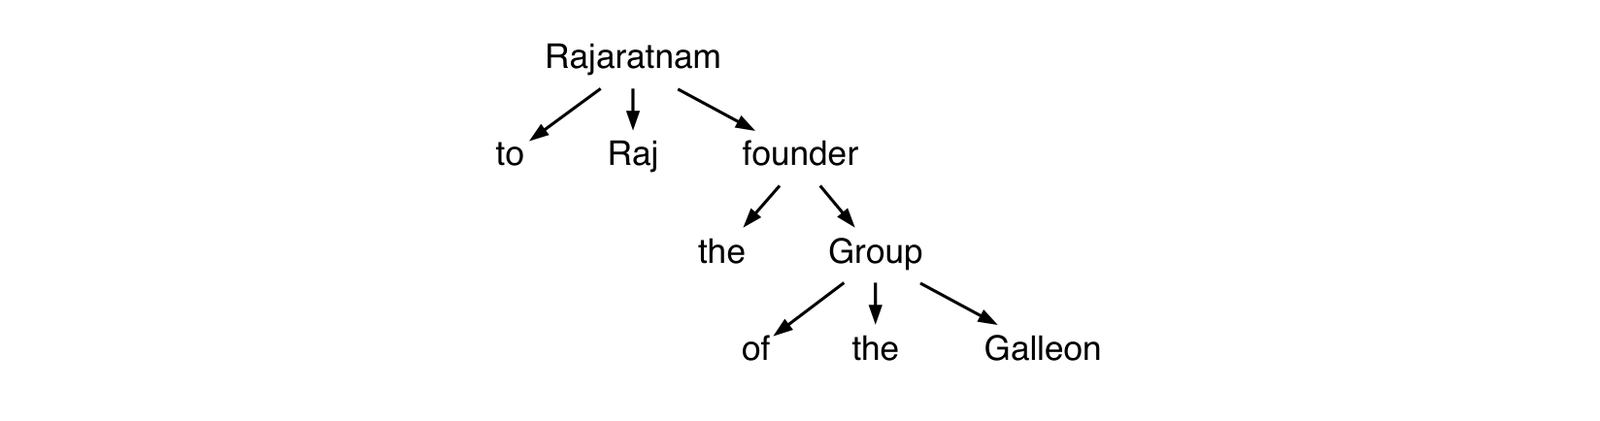 Rajaratnam
to Raj founder
the Group
of the Galleon